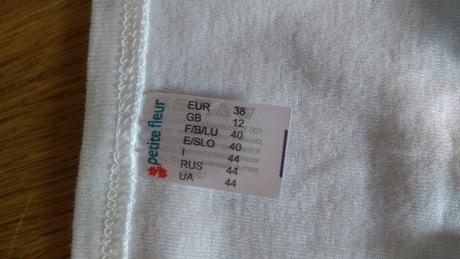 petite fleur
EUR 38
GB 12
F/B/LU 40
E/SLO 40
I 44
RUS 44
UA 44